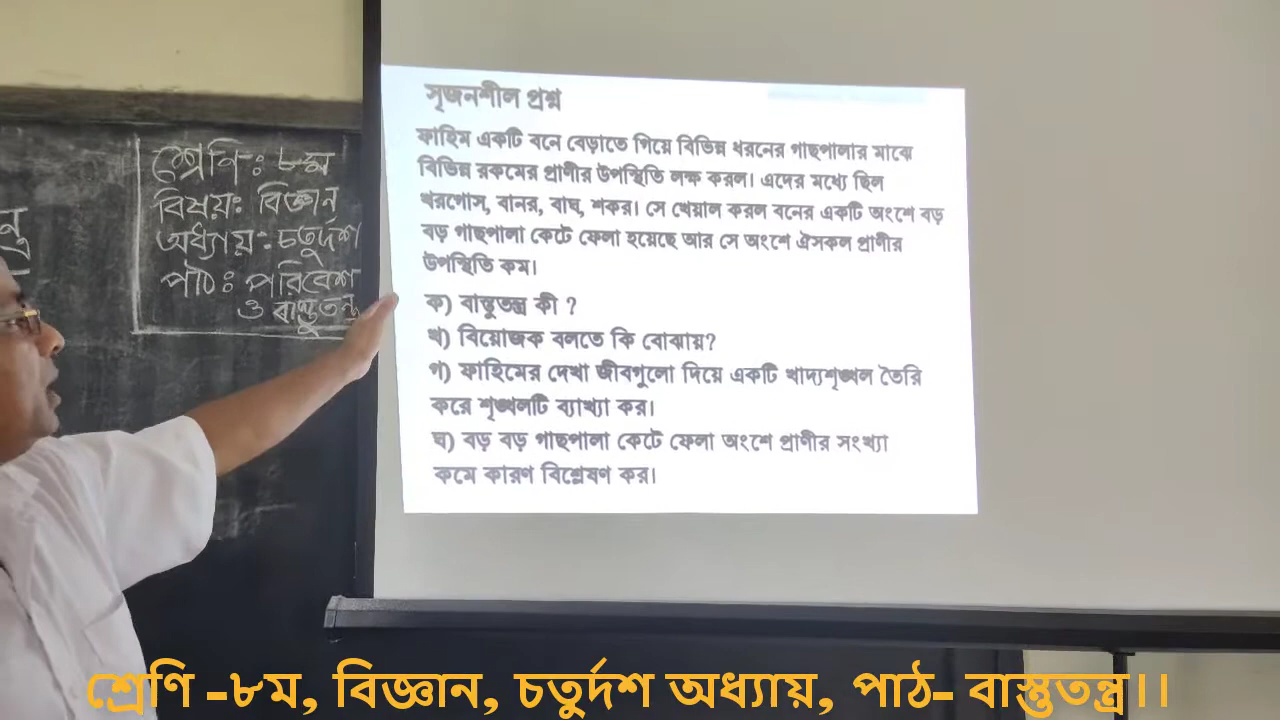 শ্রেণি : ৮ম
বিষয়: বিজ্ঞান
অধ্যায় : চতুর্দশ
পাঠ : পরিবেশ
ও বাস্তুতন্ত্র
সৃজনশীল প্রশ্ন
ফাহিম একটি বনে বেড়াতে গিয়ে বিভিন্ন ধরনের গাছপালার মাঝে
বিভিন্ন রকমের প্রাণীর উপস্থিতি লক্ষ করল। এদের মধ্যে ছিল
খরগোস, বানর, বাঘ, শকর। সে খেয়াল করল বনের একটি অংশে বড়
বড় গাছপালা কেটে ফেলা হয়েছে আর সে অংশে ঐসকল প্রাণীর
উপস্থিতি কম।
ক) বাস্তুতন্ত্র কী ?
খ) বিয়োজক বলতে কি বোঝায়?
গ) ফাহিমের দেখা জীবগুলো দিয়ে একটি খাদ্যশৃঙ্খল তৈরি
করে শৃঙ্খলটি ব্যাখ্যা কর।
ঘ) বড় বড় গাছপালা কেটে ফেলা অংশে প্রাণীর সংখ্যা
কমে কারণ বিশ্লেষণ কর।
শ্রেণি -৮ম, বিজ্ঞান, চতুর্দশ অধ্যায়, পাঠ- বাস্তুতন্ত্র।।